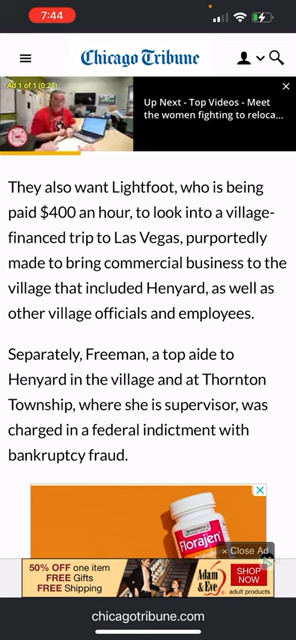 7:44
Chicago Tribune
Ad 1 of 1 (0:21)
Up Next - Top Videos - Meet
the women fighting to reloca...
They also want Lightfoot, who is being
paid $400 an hour, to look into a village-
financed trip to Las Vegas, purportedly
made to bring commercial business to the
village that included Henyard, as well as
other village officials and employees.
Separately, Freeman, a top aide to
Henyard in the village and at Thornton
Township, where she is supervisor, was
charged in a federal indictment with
bankruptcy fraud.
Florajen
× Close Ad
50% OFF one item
FREE Gifts
FREE Shipping
Adam
& Eve
SHOP
NOW
adult products
chicagotribune.com